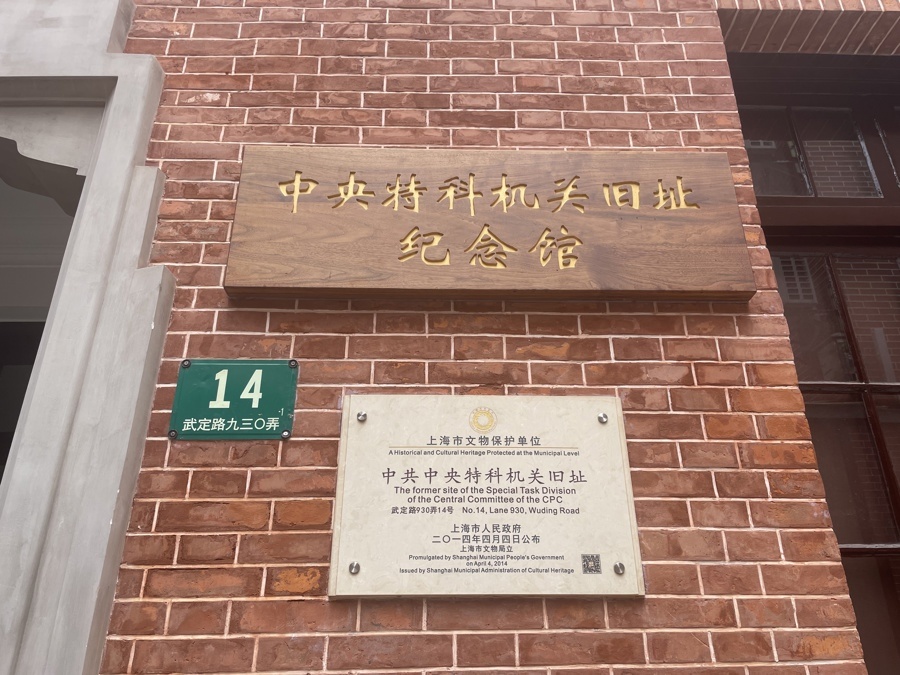 中央特科机关旧址
纪念馆
14
武定路九三〇弄
-1
上海市文物保护单位
A Historical and Cultural Heritage Protected at the Municipal Level
中共中央特科机关旧址
The former site of the Special Task Division
of the Central Committee of the CPC
武定路930弄14号 No.14, Lane 930, Wuding Road
上海市人民政府
二〇一四年四月四日公布
上海市文物局立
Promulgated by Shanghai Municipal People's Government
on April 4, 2014
Issued by Shanghai Municipal Administration of Cultural Heritage